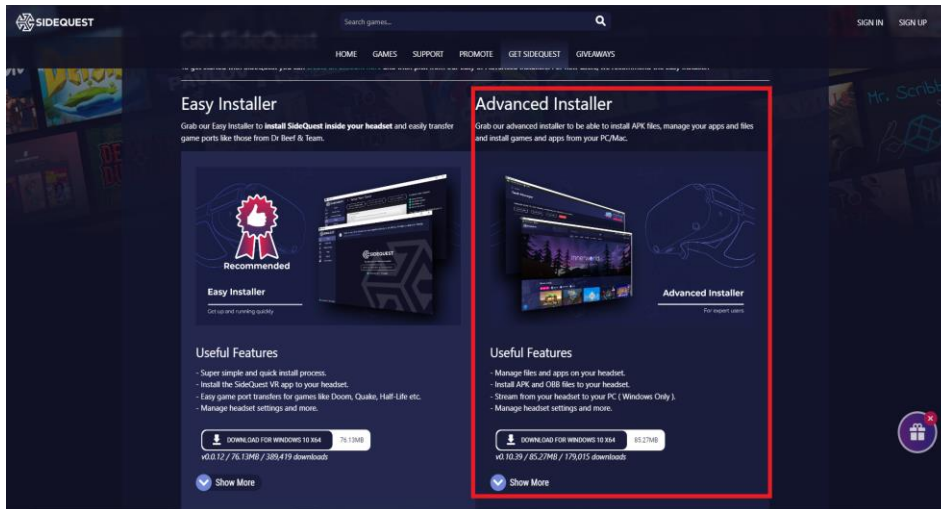 SIDEQUEST
Search games...
SIGN IN
SIGN UP
Get SideQuest
HOME
GAMES
SUPPORT
PROMOTE
GET SIDEQUEST
GIVEAWAYS
Easy Installer
Grab our Easy Installer to install SideQuest inside your headset and easily transfer
game ports like those from Dr Beef & Team.
Recommended
Easy Installer
Get up and running quickly
Useful Features
- Super simple and quick install process.
- Install the SideQuest VR app to your headset.
- Easy game port transfers for games like Doom, Quake, Half-Life etc.
- Manage headset settings and more.
DOWNLOAD FOR WINDOWS 10 X64
76.13MB
v0.0.12 / 76.13MB / 389,419 downloads
Show More
Advanced Installer
Grab our advanced installer to be able to install APK files, manage your apps and files
and install games and apps from your PC/Mac.
Advanced Installer
For expert users
Useful Features
- Manage files and apps on your headset.
- Install APK and OBB files to your headset.
- Stream from your headset to your PC ( Windows Only ).
- Manage headset settings and more.
DOWNLOAD FOR WINDOWS 10 X64
85.27MB
v0.10.39 / 85.27MB / 179,015 downloads
Show More
Mr. Scribb